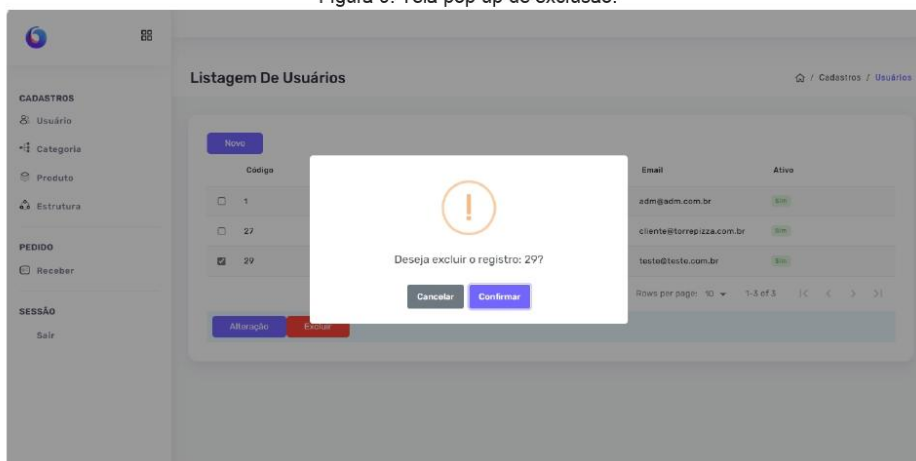 Figura 9: Tela pop up de exclusão.
Listagem De Usuários
/ Cadastros / Usuários
CADASTROS
Usuário
Categoria
Produto
Estrutura
PEDIDO
Receber
SESSÃO
Sair
Novo
Código Email Ativo
1 adm@adm.com.br Sim
27 cliente@torrepizza.com.br Sim
29 teste@teste.com.br Sim
Deseja excluir o registro: 29?
Cancelar Confirmar
Rows per page: 10 1-3 of 3
Alteração Excluir